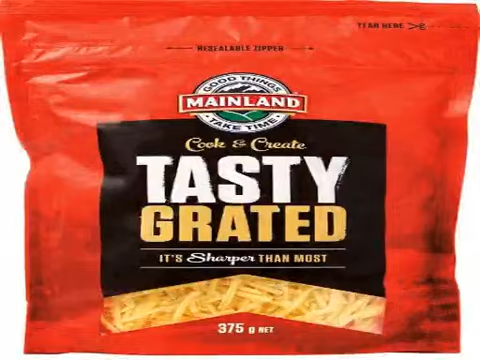 TEAR HERE
RESEALABLE ZIPPER
GOOD THINGS
MAINLAND
TAKE TIME
Cook & Create
TASTY
GRATED
IT'S Sharper THAN MOST
375 g NET